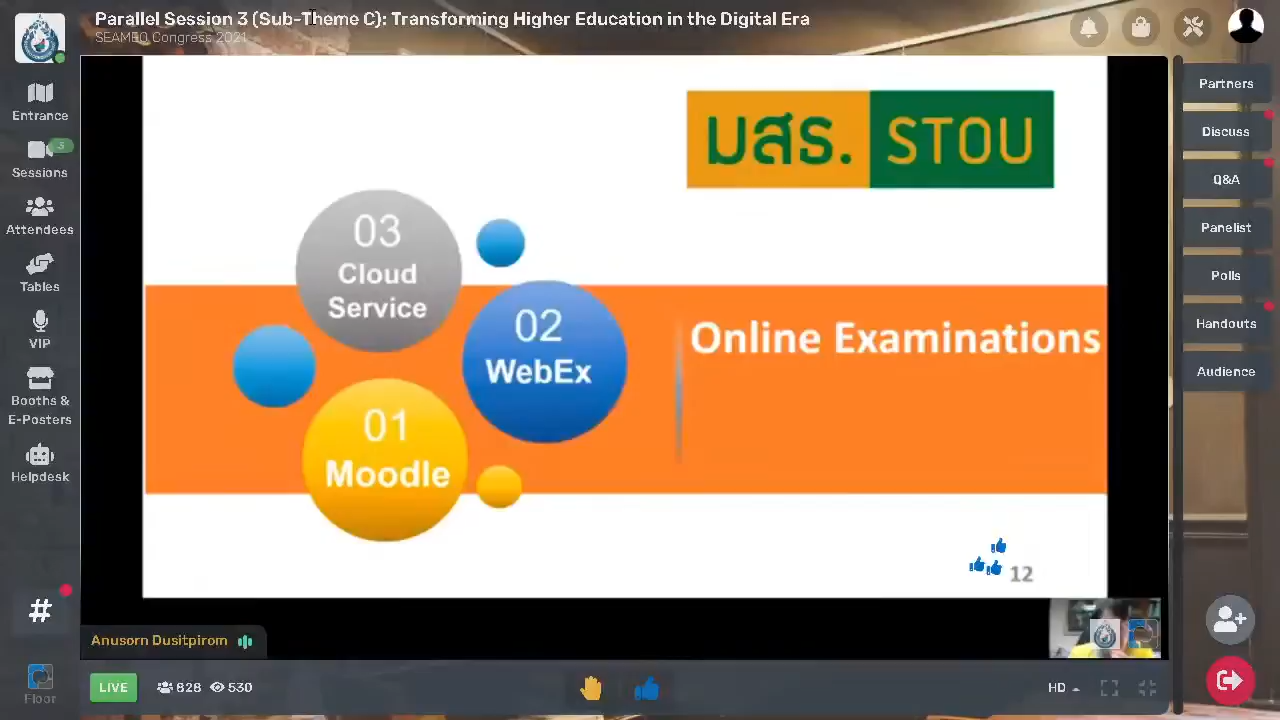 Parallel Session 3 (Sub-Theme C): Transforming Higher Education in the Digital Era
SEAMEO Congress 2021
Entrance
5
Sessions
Attendees
Tables
VIP
Booths &
E-Posters
Helpdesk
#
Floor
มสธ. STOU
03
Cloud
Service
02
WebEx
01
Moodle
Online Examinations
12
Anusorn Dusitpirom
LIVE
828
530
HD
Partners
Discuss
Q&A
Panelist
Polls
Handouts
Audience